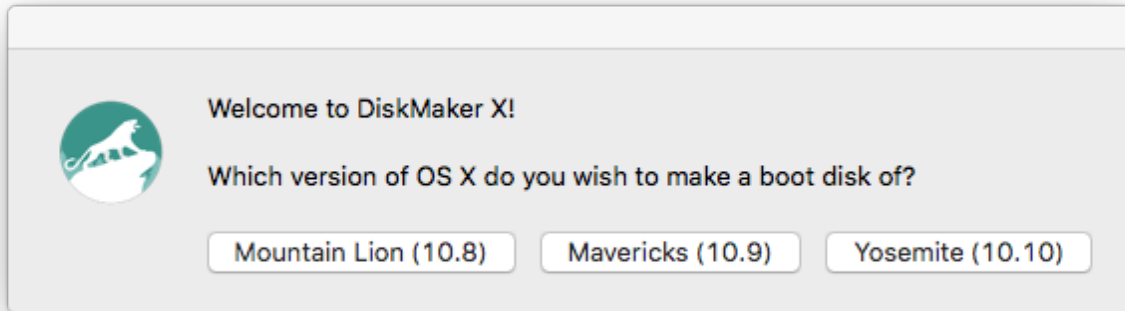 Welcome to DiskMaker X!
Which version of OS X do you wish to make a boot disk of?
Mountain Lion (10.8) Mavericks (10.9) Yosemite (10.10)